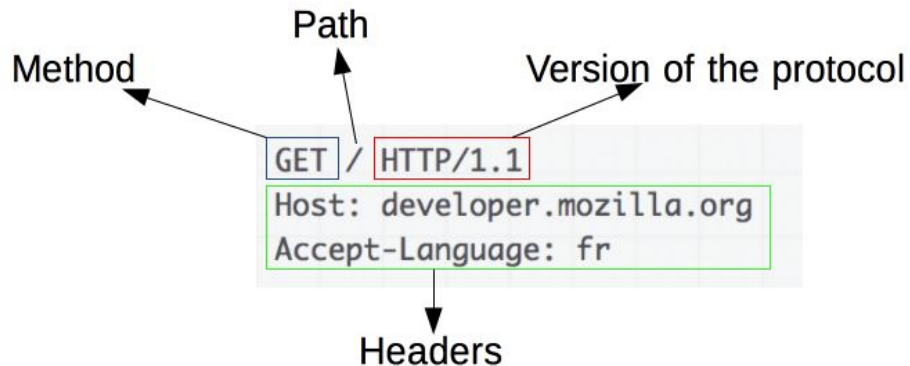 Path
Method
Version of the protocol
GET / HTTP/1.1
Host: developer.mozilla.org
Accept-Language: fr
Headers